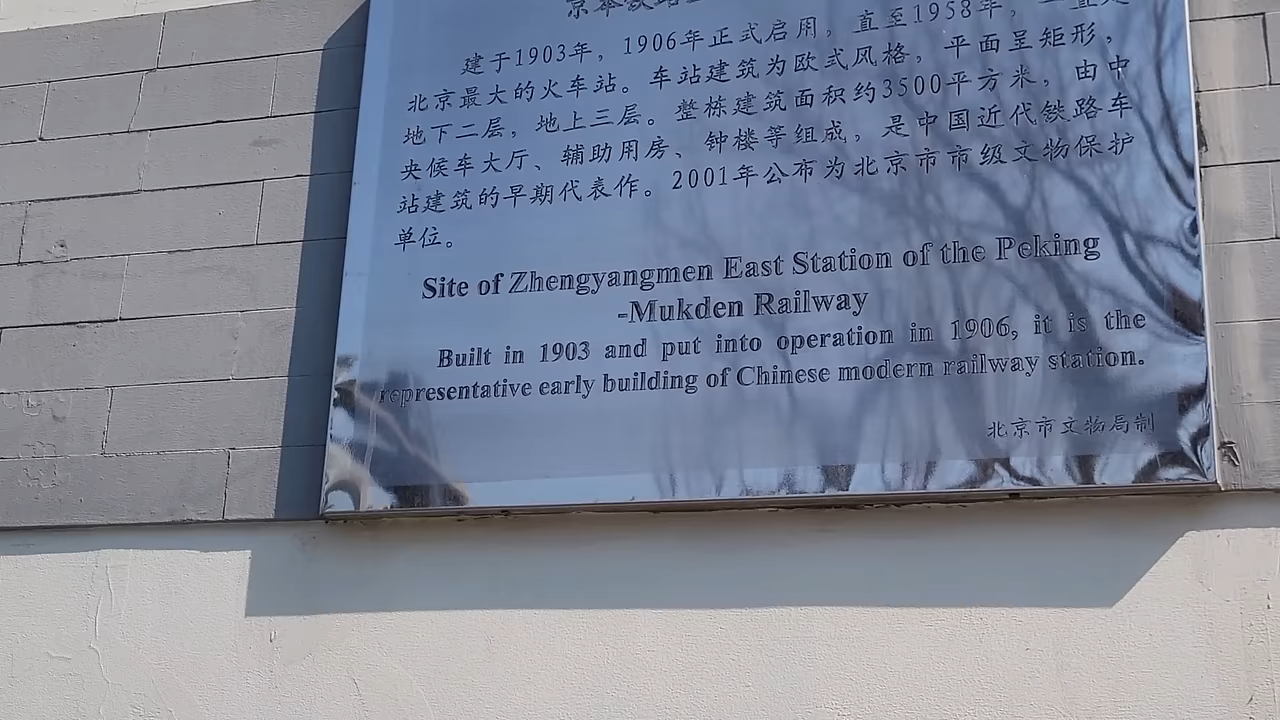 建于1903年，1906年正式启用，直至1958年，一直是
北京最大的火车站。车站建筑为欧式风格，平面呈矩形，
地下二层，地上三层。整栋建筑面积约3500平方米，由中
央候车大厅、辅助用房、钟楼等组成，是中国近代铁路车
站建筑的早期代表作。2001年公布为北京市市级文物保护
单位。
Site of Zhengyangmen East Station of the Peking
-Mukden Railway
Built in 1903 and put into operation in 1906, it is the
representative early building of Chinese modern railway station.
北京市文物局制